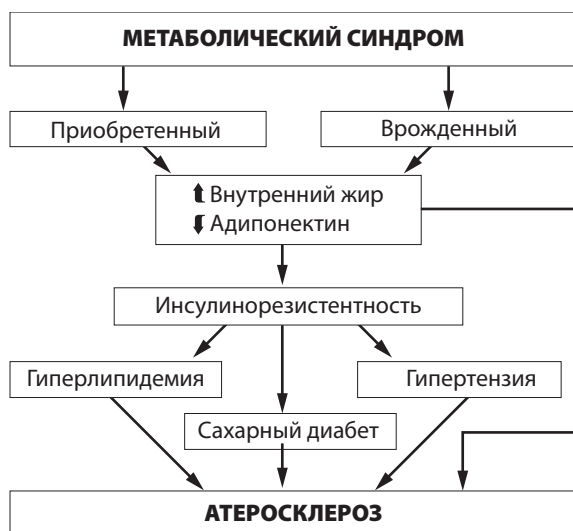 МЕТАБОЛИЧЕСКИЙ СИНДРОМ
Приобретенный
Врожденный
Внутренний жир
Адипонектин
Инсулинорезистентность
Гиперлипидемия
Гипертензия
Сахарный диабет
АТЕРОСКЛЕРОЗ